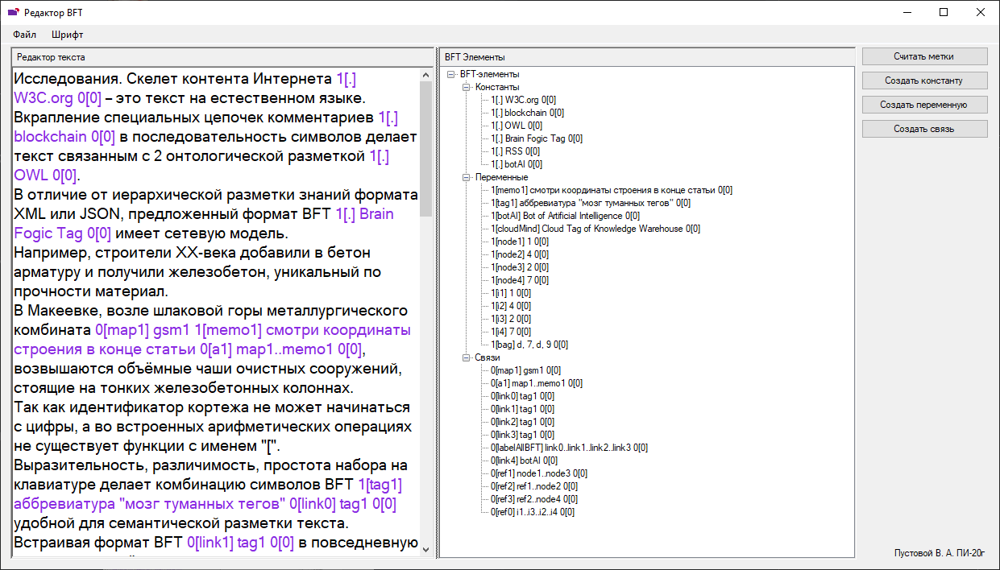 Редактор BFT
Файл Шрифт
Редактор текста
Исследования. Скелет контента Интернета 1[.]
W3C.org 0[0] – это текст на естественном языке.
Вкрапление специальных цепочек комментариев 1[.]
blockchain 0[0] в последовательность символов делает
текст связанным с 2 онтологической разметкой 1[.]
OWL 0[0].
В отличие от иерархической разметки знаний формата
XML или JSON, предложенный формат BFT 1[.] Brain
Fogic Tag 0[0] имеет сетевую модель.
Например, строители XX-века добавили в бетон
арматуру и получили железобетон, уникальный по
прочности материал.
В Макеевке, возле шлаковой горы металлургического
комбината 0[map1] gsm1 1[memo1] смотри координаты
строения в конце статьи 0[a1] map1..memo1 0[0],
возвышаются объёмные чаши очистных сооружений,
стоящие на тонких железобетонных колоннах.
Так как идентификатор кортежа не может начинаться
с цифры, а во встроенных арифметических операциях
не существует функции с именем "[".
Выразительность, различимость, простота набора на
клавиатуре делает комбинацию символов BFT 1[tag1]
аббревиатура "мозг туманных тегов" 0[link0] tag1 0[0]
удобной для семантической разметки текста.
Встраивая формат BFT 0[link1] tag1 0[0] в повседневную
BFT Элементы
BFT-элементы
Константы
1[.] W3C.org 0[0]
1[.] blockchain 0[0]
1[.] OWL 0[0]
1[.] Brain Fogic Tag 0[0]
1[.] RSS 0[0]
1[.] botAI 0[0]
Переменные
1[memo1] смотри координаты строения в конце статьи 0[0]
1[tag1] аббревиатура "мозг туманных тегов" 0[0]
1[botAI] Bot of Artificial Intelligence 0[0]
1[cloudMind] Cloud Tag of Knowledge Warehouse 0[0]
1[node1] 1 0[0]
1[node2] 4 0[0]
1[node3] 2 0[0]
1[node4] 7 0[0]
1[i1] 1 0[0]
1[i2] 4 0[0]
1[i3] 2 0[0]
1[i4] 7 0[0]
1[bag] d, 7, d, 9 0[0]
Связи
0[map1] gsm1 0[0]
0[a1] map1..memo1 0[0]
0[link0] tag1 0[0]
0[link1] tag1 0[0]
0[link2] tag1 0[0]
0[link3] tag1 0[0]
0[labelAllBFT] link0..link1..link2..link3 0[0]
0[link4] botAI 0[0]
0[ref1] node1..node3 0[0]
0[ref2] ref1..node2 0[0]
0[ref3] ref2..node4 0[0]
0[ref0] i1..i3..i2..i4 0[0]
Считать метки
Создать константу
Создать переменную
Создать связь
Пустовой В. А. ПИ-20г